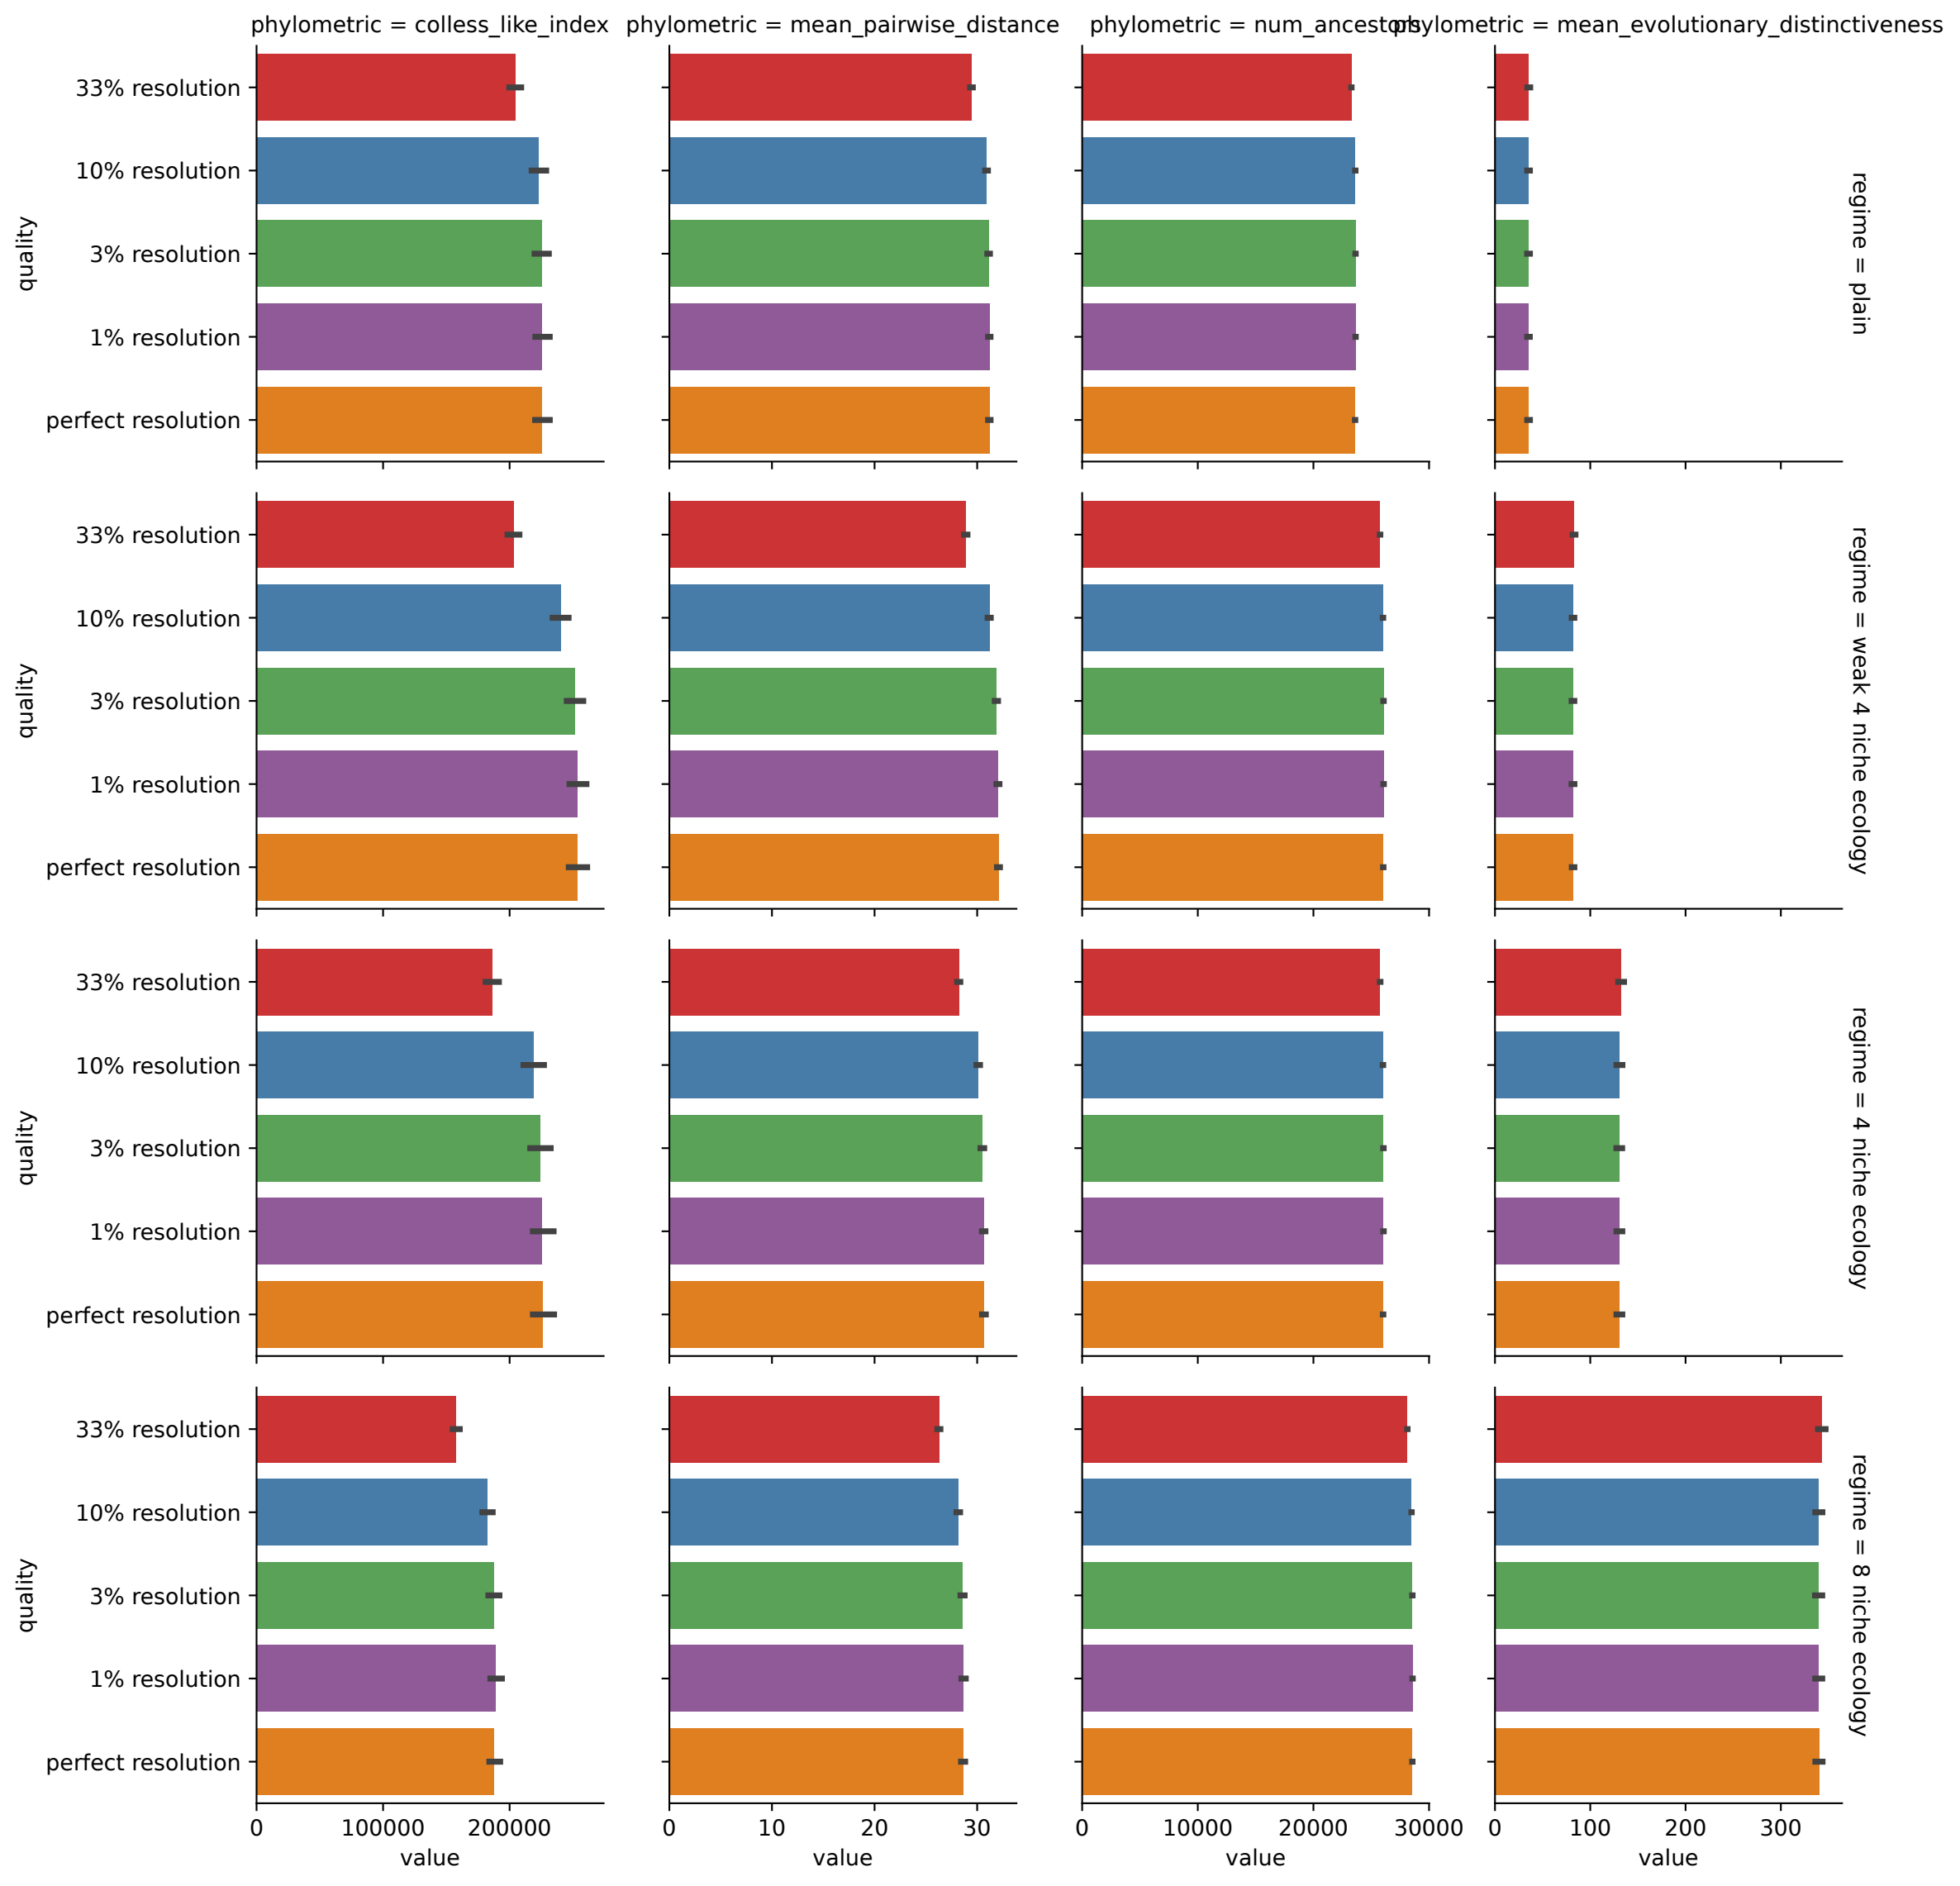 phylometric = colless_like_index
phylometric = mean_pairwise_distance
phylometric = num_ancestors
phylometric = mean_evolutionary_distinctiveness
quality
33% resolution
10% resolution
3% resolution
1% resolution
perfect resolution
regime = plain
quality
33% resolution
10% resolution
3% resolution
1% resolution
perfect resolution
regime = weak 4 niche ecology
quality
33% resolution
10% resolution
3% resolution
1% resolution
perfect resolution
regime = 4 niche ecology
quality
33% resolution
10% resolution
3% resolution
1% resolution
perfect resolution
regime = 8 niche ecology
0 100000 200000
0 10 20 30
0 10000 20000 30000
0 100 200 300
value
value
value
value